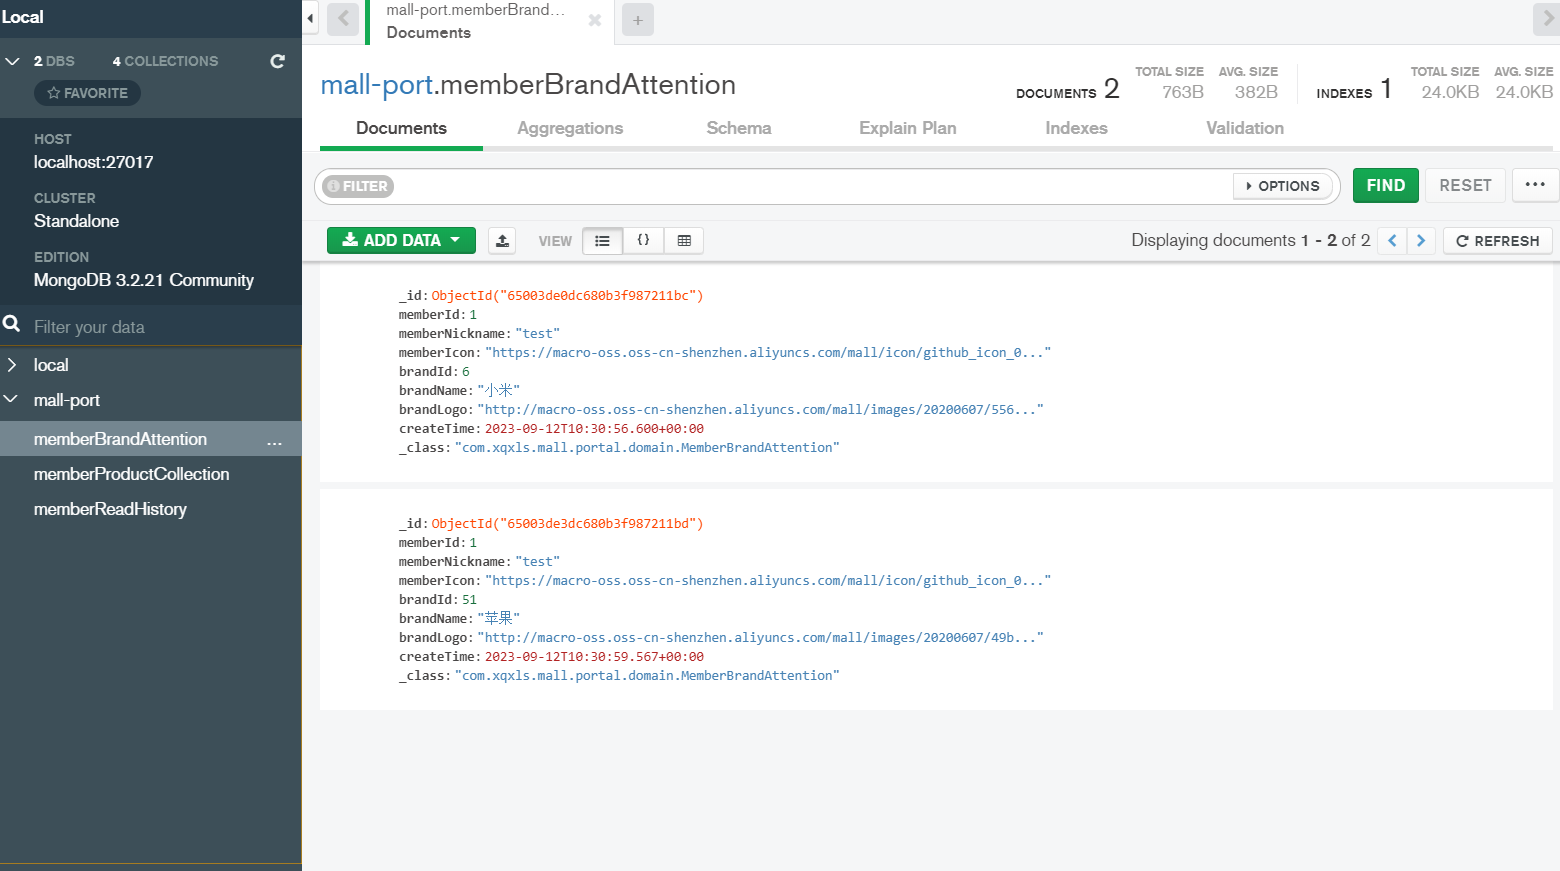 Local
2 DBS 4 COLLECTIONS
FAVORITE
HOST
localhost:27017
CLUSTER
Standalone
EDITION
MongoDB 3.2.21 Community
Filter your data
local
mall-port
memberBrandAttention ...
memberProductCollection
memberReadHistory
mall-port.memberBrand...
Documents
mall-port.memberBrandAttention
DOCUMENTS 2
TOTAL SIZE
763B
AVG. SIZE
382B
INDEXES 1
TOTAL SIZE
24.0KB
AVG. SIZE
24.0KB
Documents Aggregations Schema Explain Plan Indexes Validation
FILTER OPTIONS FIND RESET ...
ADD DATA VIEW {} Displaying documents 1 - 2 of 2 REFRESH
_id: ObjectId("65003de0dc680b3f987211bc")
memberId: 1
memberNickname: "test"
memberIcon: "https://macro-oss.oss-cn-shenzhen.aliyuncs.com/mall/icon/github_icon_0..."
brandId: 6
brandName: "小米"
brandLogo: "http://macro-oss.oss-cn-shenzhen.aliyuncs.com/mall/images/20200607/556..."
createTime: 2023-09-12T10:30:56.600+00:00
_class: "com.xqxls.mall.portal.domain.MemberBrandAttention"
_id: ObjectId("65003de3dc680b3f987211bd")
memberId: 1
memberNickname: "test"
memberIcon: "https://macro-oss.oss-cn-shenzhen.aliyuncs.com/mall/icon/github_icon_0..."
brandId: 51
brandName: "苹果"
brandLogo: "http://macro-oss.oss-cn-shenzhen.aliyuncs.com/mall/images/20200607/49b..."
createTime: 2023-09-12T10:30:59.567+00:00
_class: "com.xqxls.mall.portal.domain.MemberBrandAttention"